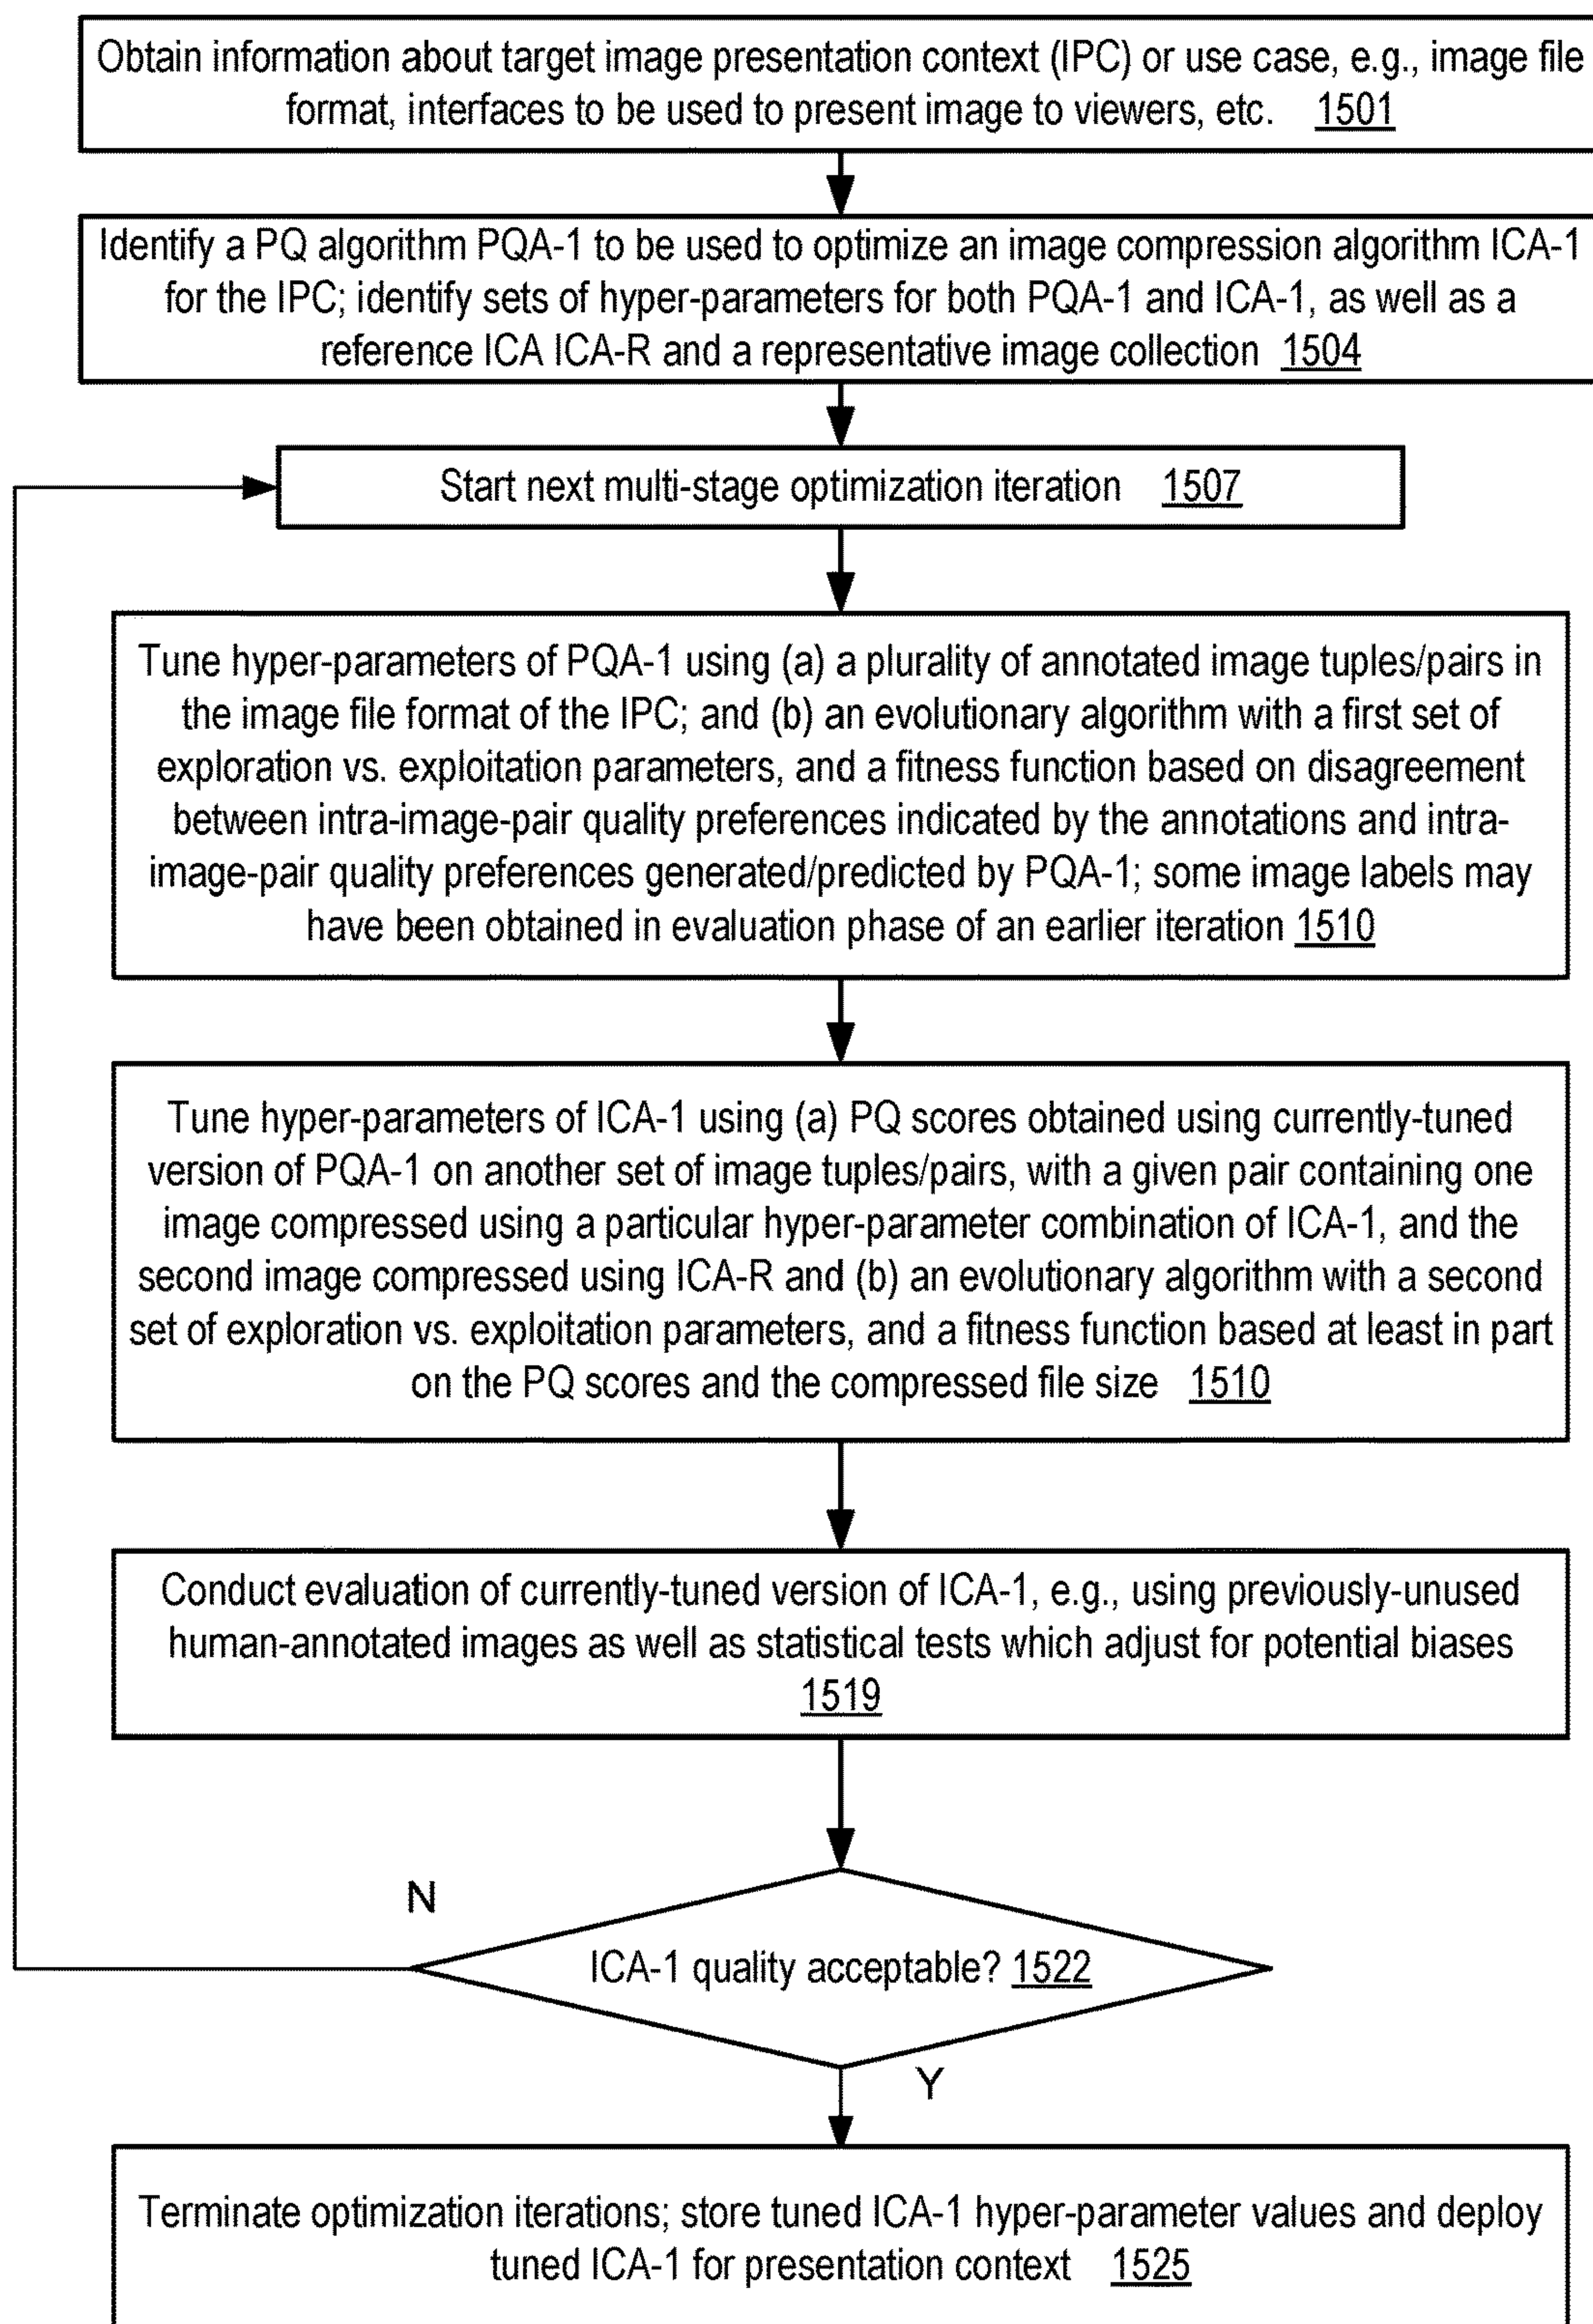 Obtain information about target image presentation context (IPC) or use case, e.g., image file
format, interfaces to be used to present image to viewers, etc. 1501
Identify a PQ algorithm PQA-1 to be used to optimize an image compression algorithm ICA-1
for the IPC; identify sets of hyper-parameters for both PQA-1 and ICA-1, as well as a
reference ICA ICA-R and a representative image collection 1504
Start next multi-stage optimization iteration 1507
Tune hyper-parameters of PQA-1 using (a) a plurality of annotated image tuples/pairs in
the image file format of the IPC; and (b) an evolutionary algorithm with a first set of
exploration vs. exploitation parameters, and a fitness function based on disagreement
between intra-image-pair quality preferences indicated by the annotations and intra-
image-pair quality preferences generated/predicted by PQA-1; some image labels may
have been obtained in evaluation phase of an earlier iteration 1510
Tune hyper-parameters of ICA-1 using (a) PQ scores obtained using currently-tuned
version of PQA-1 on another set of image tuples/pairs, with a given pair containing one
image compressed using a particular hyper-parameter combination of ICA-1, and the
second image compressed using ICA-R and (b) an evolutionary algorithm with a second
set of exploration vs. exploitation parameters, and a fitness function based at least in part
on the PQ scores and the compressed file size 1510
Conduct evaluation of currently-tuned version of ICA-1, e.g., using previously-unused
human-annotated images as well as statistical tests which adjust for potential biases
1519
N
ICA-1 quality acceptable? 1522
Y
Terminate optimization iterations; store tuned ICA-1 hyper-parameter values and deploy
tuned ICA-1 for presentation context 1525